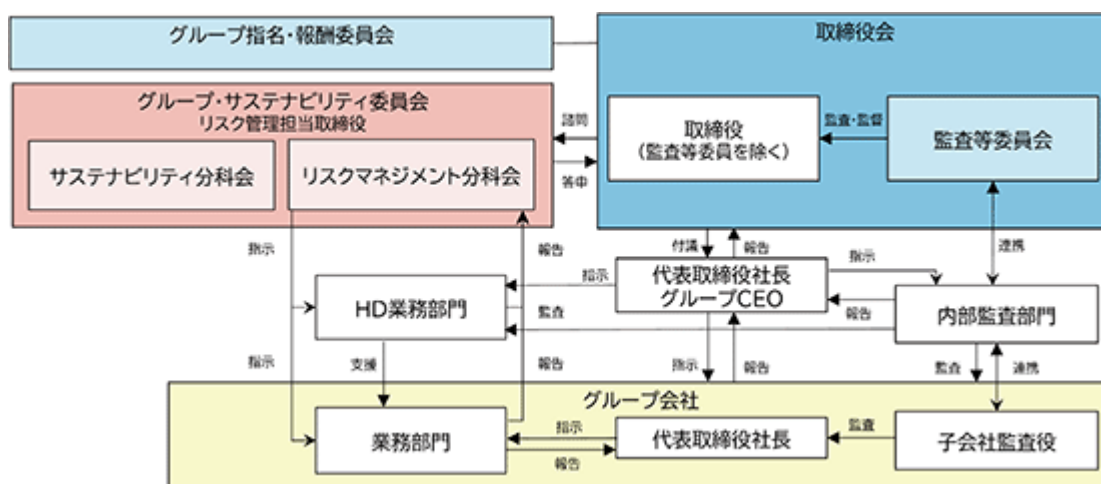 グループ指名・報酬委員会
取締役会
グループ・サステナビリティ委員会
リスク管理担当取締役
サステナビリティ分科会
リスクマネジメント分科会
諮問
答申
取締役
(監査等委員を除く)
監査・監督
監査等委員会
指示
報告
付議
報告
指示
連携
HD業務部門
指示
監査
代表取締役社長
グループCEO
報告
内部監査部門
指示
支援
報告
指示
報告
監査
連携
グループ会社
業務部門
指示
報告
代表取締役社長
監査
子会社監査役